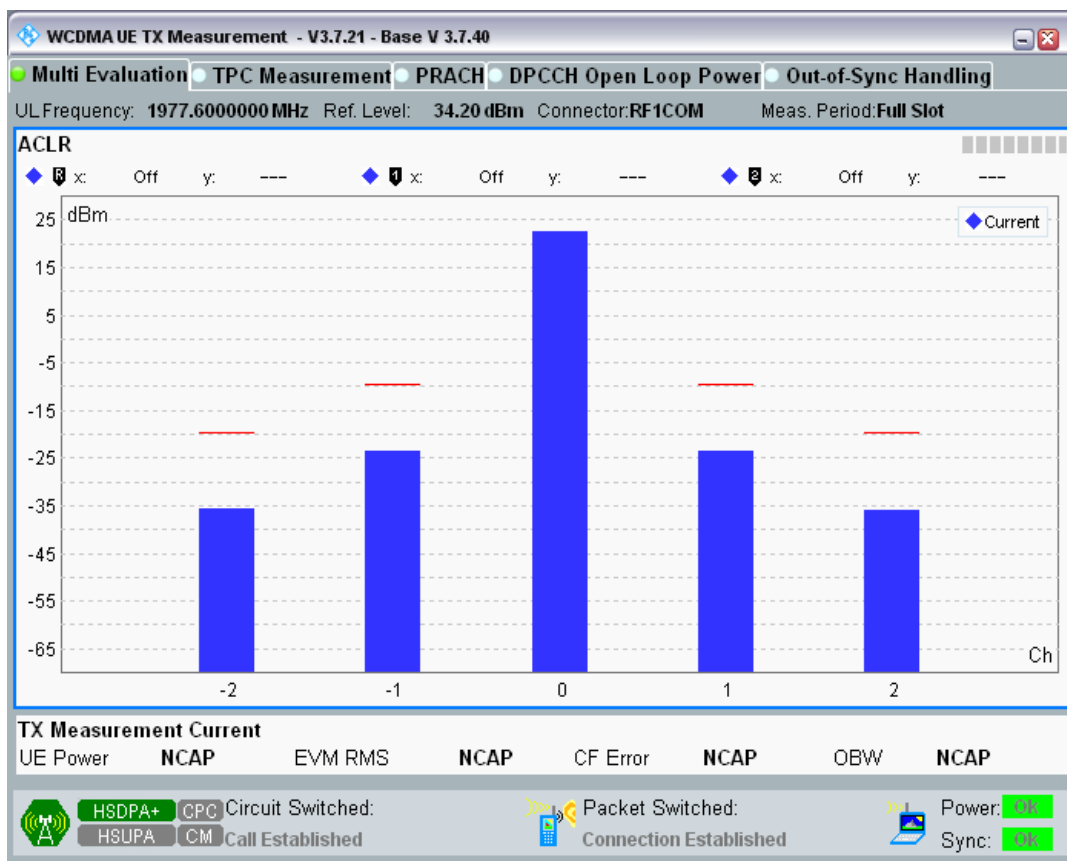 WCDMA UE TX Measurement - V3.7.21 - Base V 3.7.40
Multi Evaluation TPC Measurement PRACH DPCCH Open Loop Power Out-of-Sync Handling
UL Frequency: 1977.6000000 MHz Ref. Level: 34.20 dBm Connector:RF1COM Meas. Period:Full Slot
ACLR
R x: Off y: --- 1 x: Off y: --- 2 x: Off y: ---
dBm
Current
25
15
5
-5
-15
-25
-35
-45
-55
-65
Ch
-2 -1 0 1 2
TX Measurement Current
UE Power NCAP EVM RMS NCAP CF Error NCAP OBW NCAP
HSDPA+ CPC Circuit Switched: Packet Switched: Power: Ok
HSUPA CM Call Established Connection Established Sync: Ok